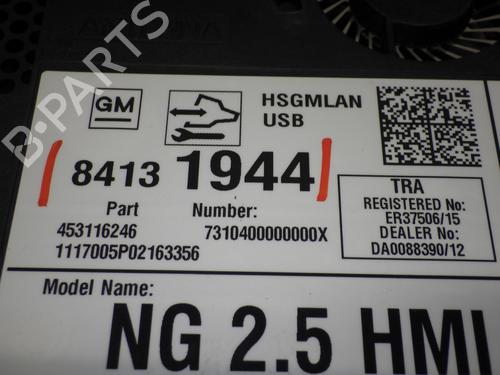 B-PARTS
GM
HSGMLAN
USB
8413 1944
Part Number:
453116246 7310400000000X
1117005P02163356
TRA
REGISTERED No:
ER37506/15
DEALER No:
DA0088390/12
Model Name:
NG 2.5 HMI